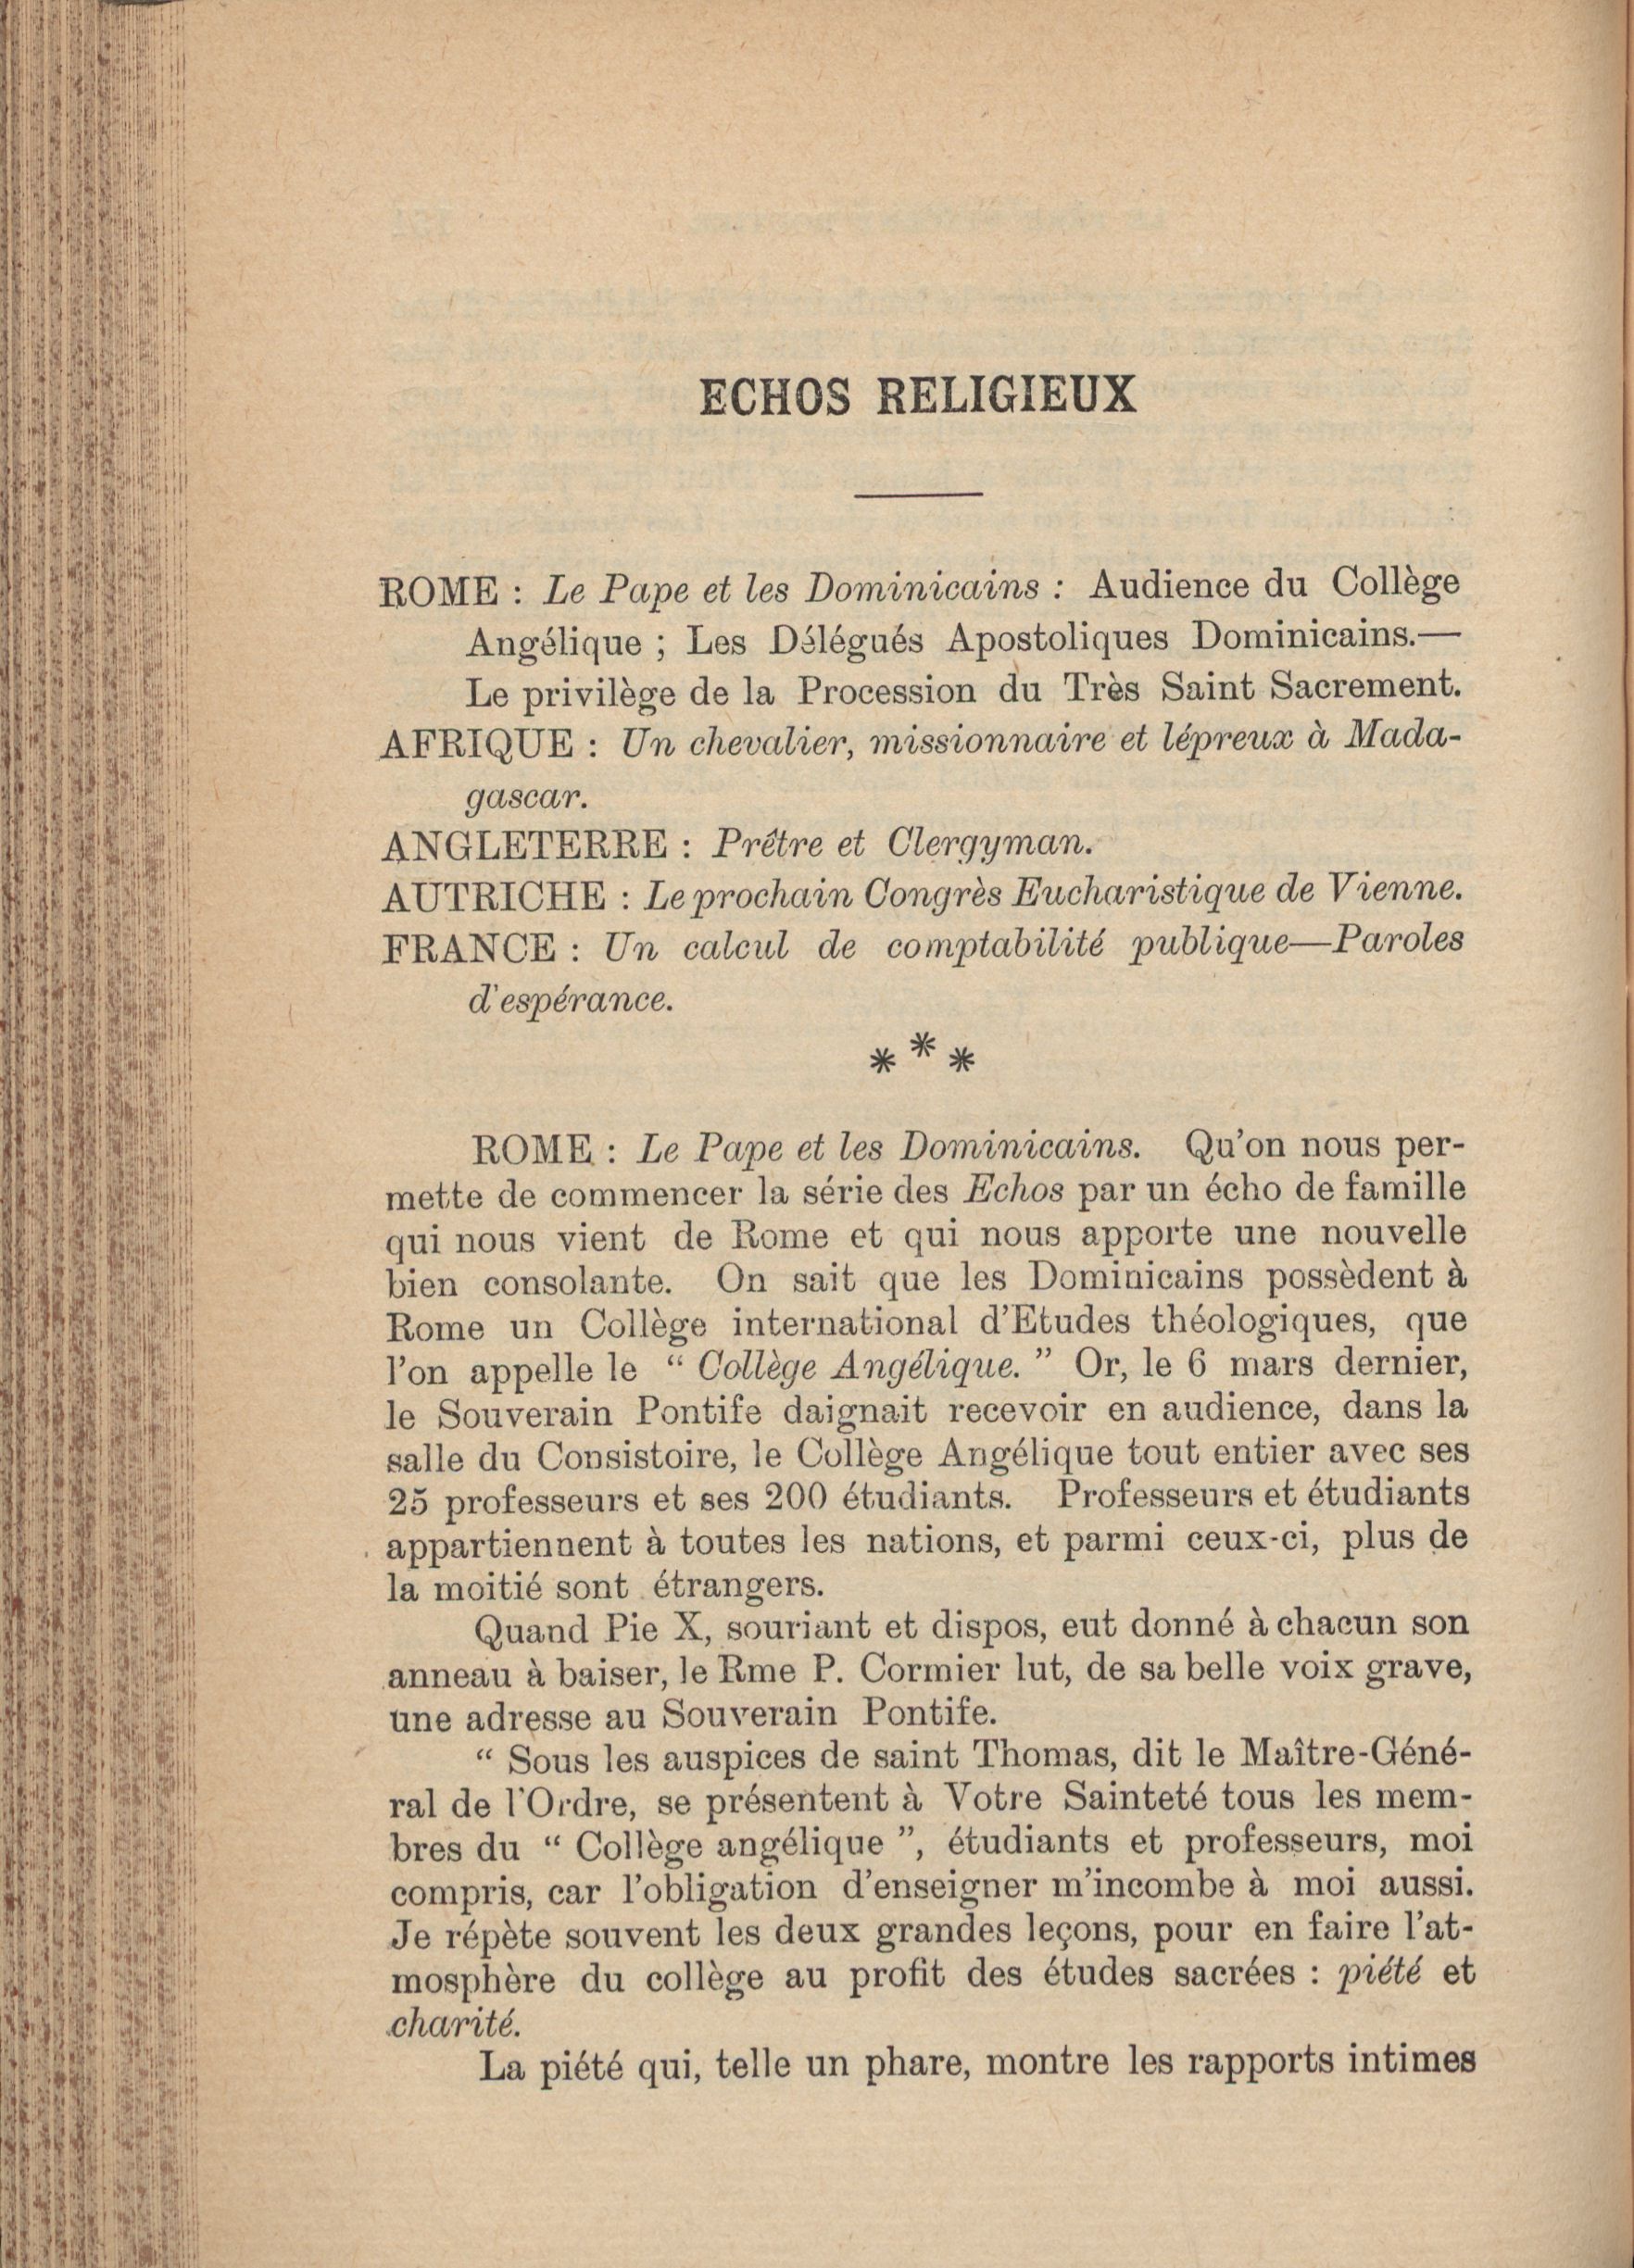 ECHOS RELIGIEUX
ROME : Le Pape et les Dominicains : Audience du Collège
Angélique ; Les Délégués Apostoliques Dominicains.—
Le privilège de la Procession du Très Saint Sacrement.
AFRIQUE : Un chevalier, missionnaire et lépreux à Mada-
gascar.
ANGLETERRE : Prêtre et Clergyman.
AUTRICHE : Le prochain Congrès Eucharistique de Vienne.
FRANCE : Un calcul de comptabilité publique—Paroles
d'espérance.
* * *
ROME : Le Pape et les Dominicains. Qu'on nous per-
mette de commencer la série des Echos par un écho de famille
qui nous vient de Rome et qui nous apporte une nouvelle
bien consolante. On sait que les Dominicains possèdent à
Rome un Collège international d'Etudes théologiques, que
l'on appelle le “ Collège Angélique. ” Or, le 6 mars dernier,
le Souverain Pontife daignait recevoir en audience, dans la
salle du Consistoire, le Collège Angélique tout entier avec ses
25 professeurs et ses 200 étudiants. Professeurs et étudiants
appartiennent à toutes les nations, et parmi ceux-ci, plus de
la moitié sont étrangers.
Quand Pie X, souriant et dispos, eut donné à chacun son
anneau à baiser, le Rme P. Cormier lut, de sa belle voix grave,
une adresse au Souverain Pontife.
“ Sous les auspices de saint Thomas, dit le Maître-Géné-
ral de l'Ordre, se présentent à Votre Sainteté tous les mem-
bres du “ Collège angélique ”, étudiants et professeurs, moi
compris, car l'obligation d'enseigner m'incombe à moi aussi.
Je répète souvent les deux grandes leçons, pour en faire l'at-
mosphère du collège au profit des études sacrées : piété et
charité.
La piété qui, telle un phare, montre les rapports intimes